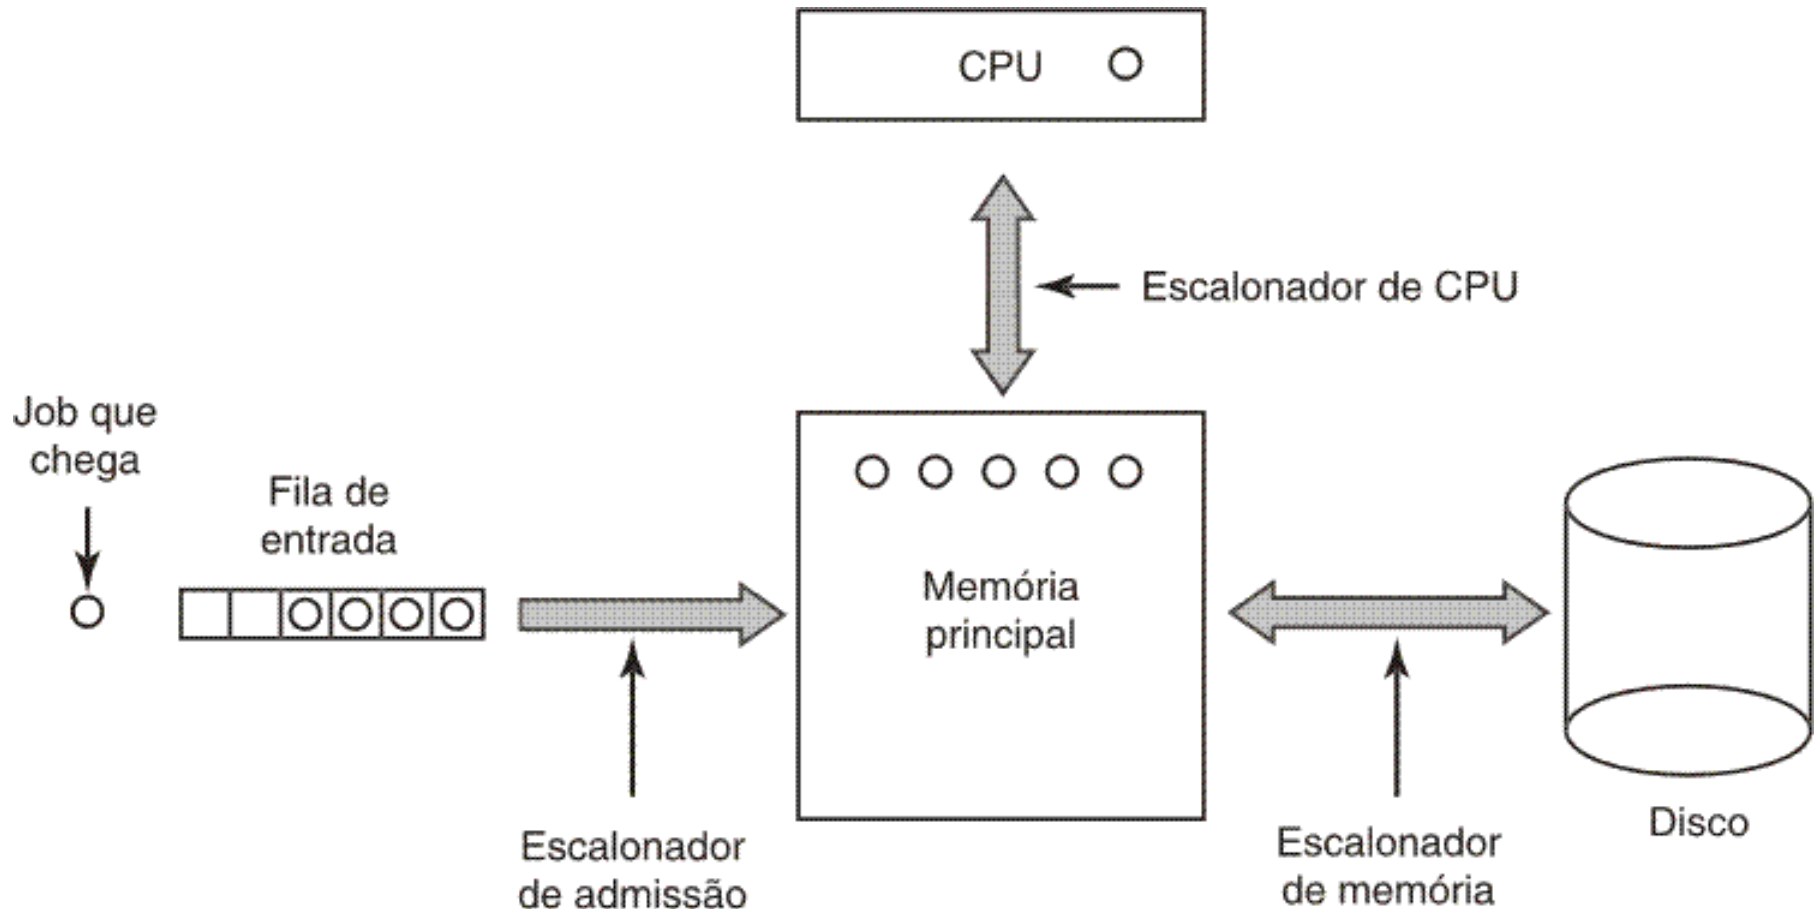 CPU
Escalonador de CPU
Job que
chega
Fila de
entrada
Memória
principal
Escalonador
de admissão
Escalonador
de memória
Disco